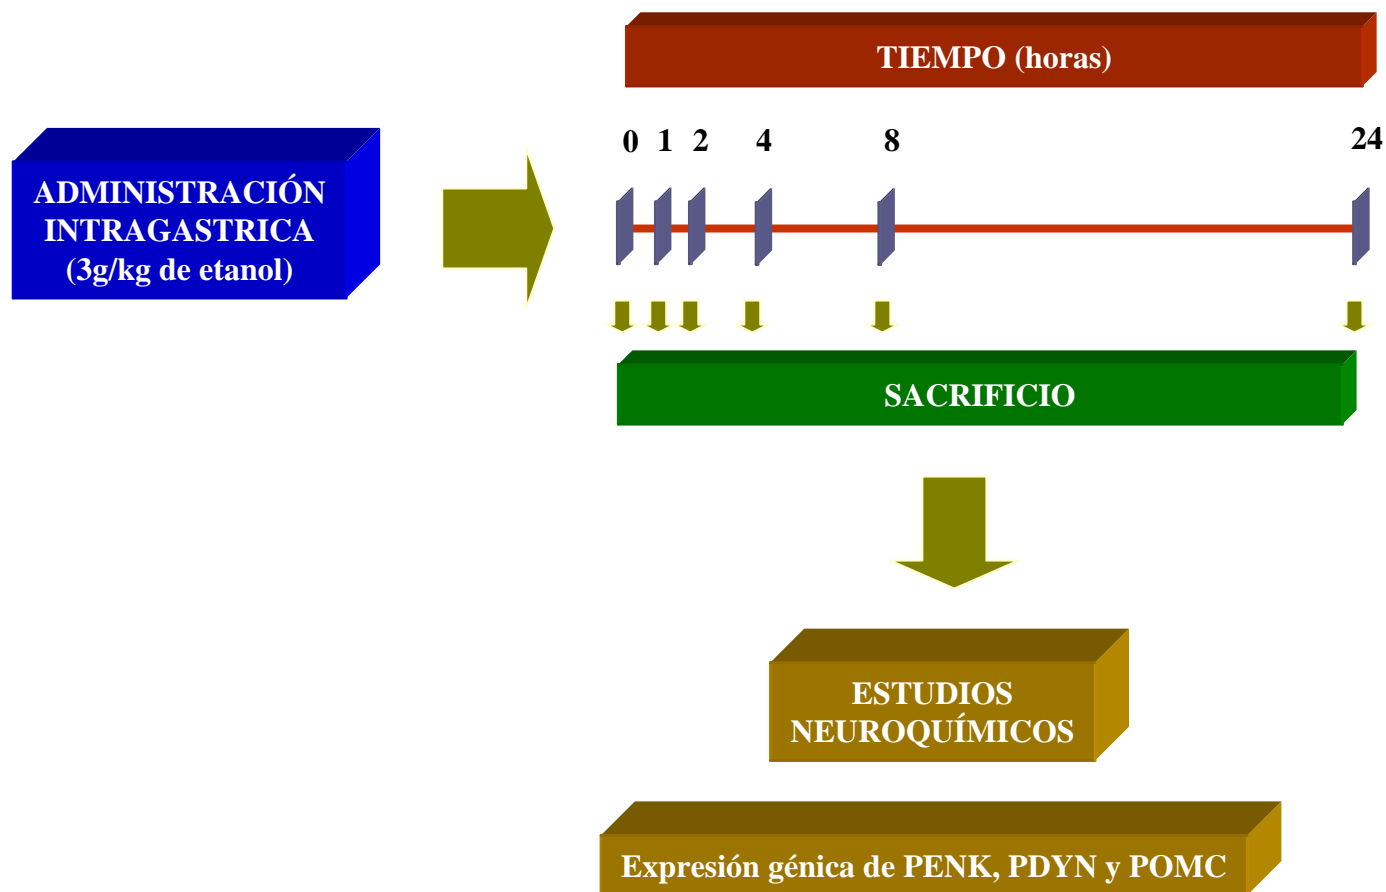 TIEMPO (horas)
0 1 2 4 8 24
ADMINISTRACIÓN
INTRAGASTRICA
(3g/kg de etanol)
SACRIFICIO
ESTUDIOS
NEUROQUÍMICOS
Expresión génica de PENK, PDYN y POMC